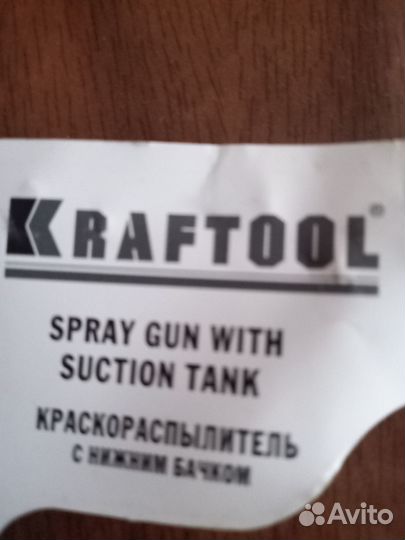 KRAFTOOL®
SPRAY GUN WITH
SUCTION TANK
КРАСКОРАСПЫЛИТЕЛЬ
С НИЖНИМ БАЧКОМ
Avito